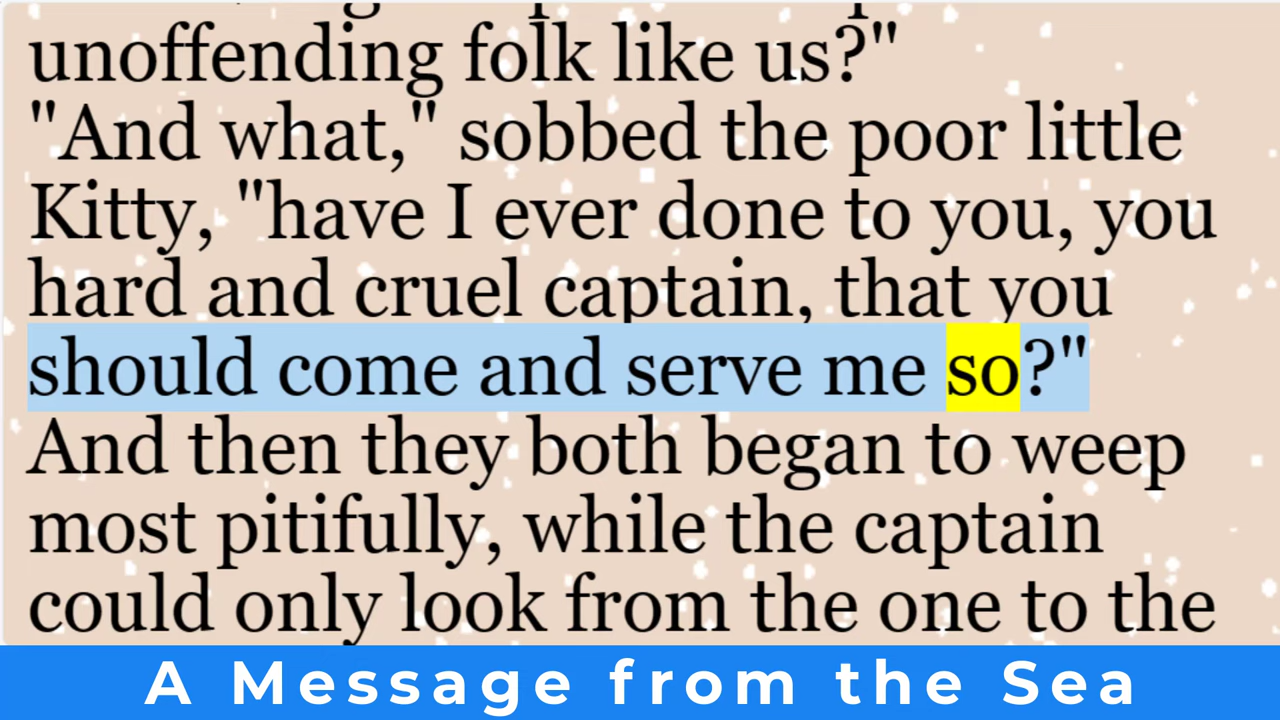 unoffending folk like us?"
"And what," sobbed the poor little
Kitty, "have I ever done to you, you
hard and cruel captain, that you
should come and serve me so?"
And then they both began to weep
most pitifully, while the captain
could only look from the one to the
A Message from the Sea